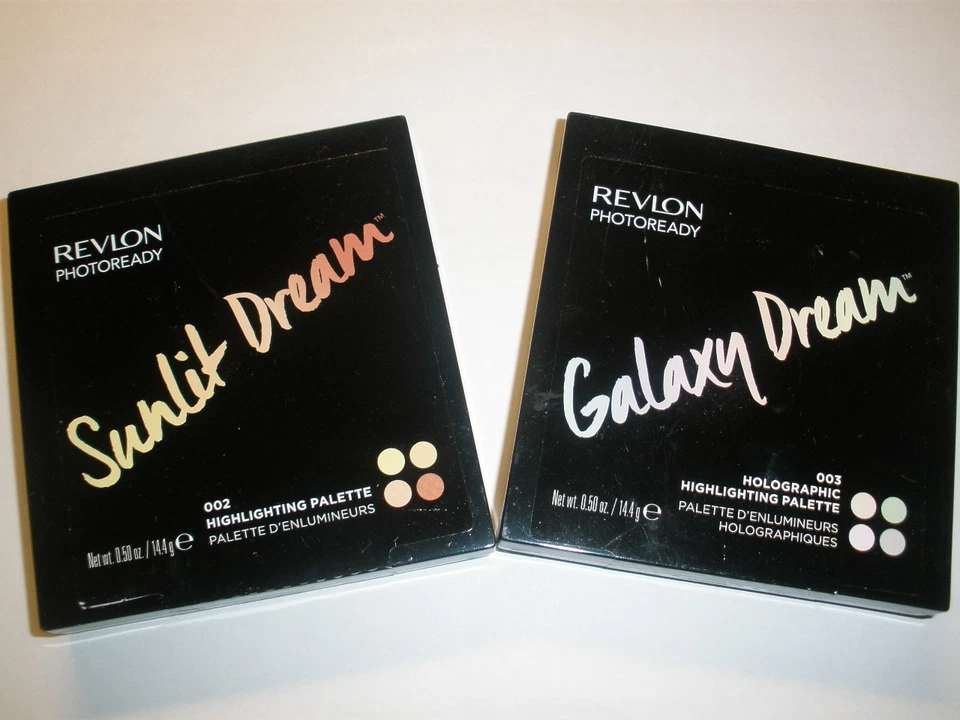 REVLON
PHOTOREADY
Sunlit Dream™
002
HIGHLIGHTING PALETTE
PALETTE D'ENLUMINEURS
Net wt. 0.50 oz. / 14.4 g e
REVLON
PHOTOREADY
Galaxy Dream™
003
HOLOGRAPHIC
HIGHLIGHTING PALETTE
PALETTE D'ENLUMINEURS
HOLOGRAPHIQUES
Net wt. 0.50 oz. / 14.4 g e